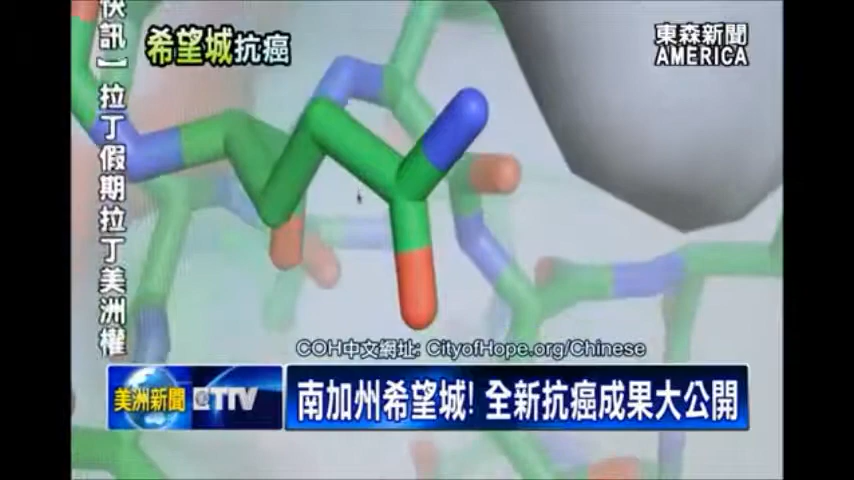 快訊】拉丁假期拉丁美洲權
希望城抗癌
東森新聞
AMERICA
COH中文網址: CityofHope.org/Chinese
美洲新聞 ETTV
南加州希望城! 全新抗癌成果大公開